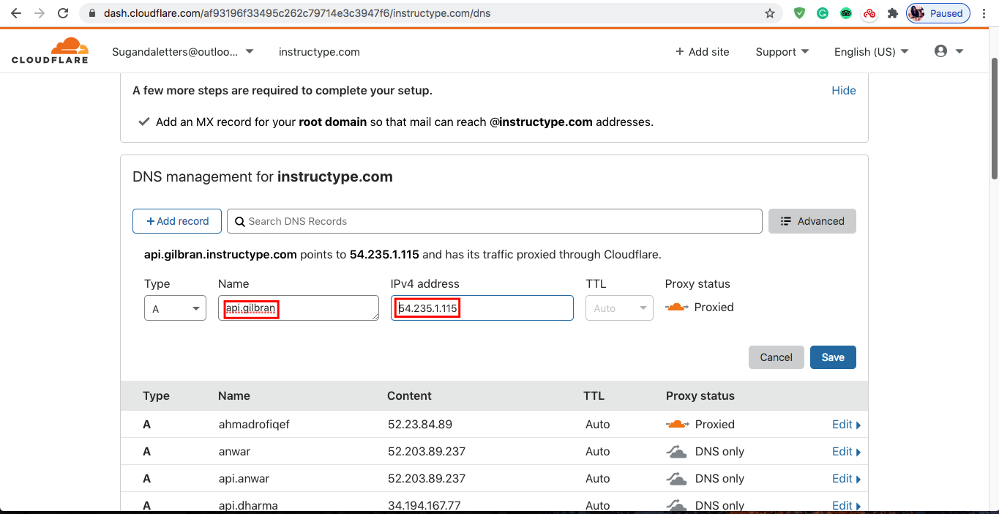 dash.cloudflare.com/af93196f33495c262c79714e3c3947f6/instructype.com/dns
Paused
CLOUDFLARE
Sugandaletters@outloo...
instructype.com
+ Add site
Support
English (US)
A few more steps are required to complete your setup.
Hide
Add an MX record for your root domain so that mail can reach @instructype.com addresses.
DNS management for instructype.com
+ Add record
Search DNS Records
Advanced
api.gilbran.instructype.com points to 54.235.1.115 and has its traffic proxied through Cloudflare.
Type Name IPv4 address TTL Proxy status
A api.gilbran 54.235.1.115 Auto Proxied
Cancel Save
Type Name Content TTL Proxy status
A ahmadrofiqef 52.23.84.89 Auto Proxied Edit
A anwar 52.203.89.237 Auto DNS only Edit
A api.anwar 52.203.89.237 Auto DNS only Edit
A api.dharma 34.194.167.77 Auto DNS only Edit